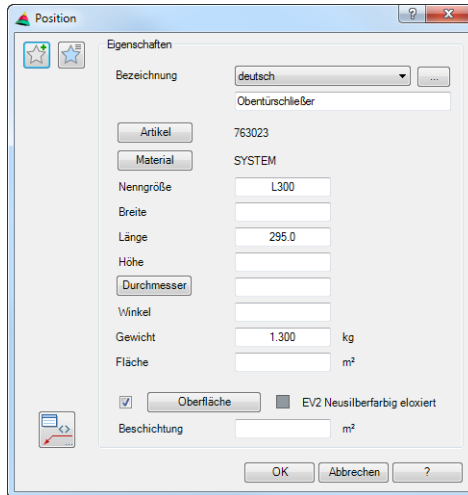 Position
?
Eigenschaften
Bezeichnung deutsch ...
Obentürschließer
Artikel 763023
Material SYSTEM
Nenngröße L300
Breite
Länge 295.0
Höhe
Durchmesser
Winkel
Gewicht 1.300 kg
Fläche m²
Oberfläche EV2 Neusilberfarbig eloxiert
Beschichtung m²
OK Abbrechen ?